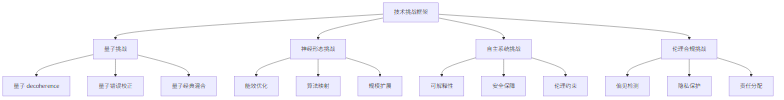 技术挑战框架
量子挑战
神经形态挑战
自主系统挑战
伦理合规挑战
量子 decoherence
量子错误校正
量子经典混合
能效优化
算法映射
规模扩展
可解释性
安全保障
伦理约束
偏见检测
隐私保护
责任分配